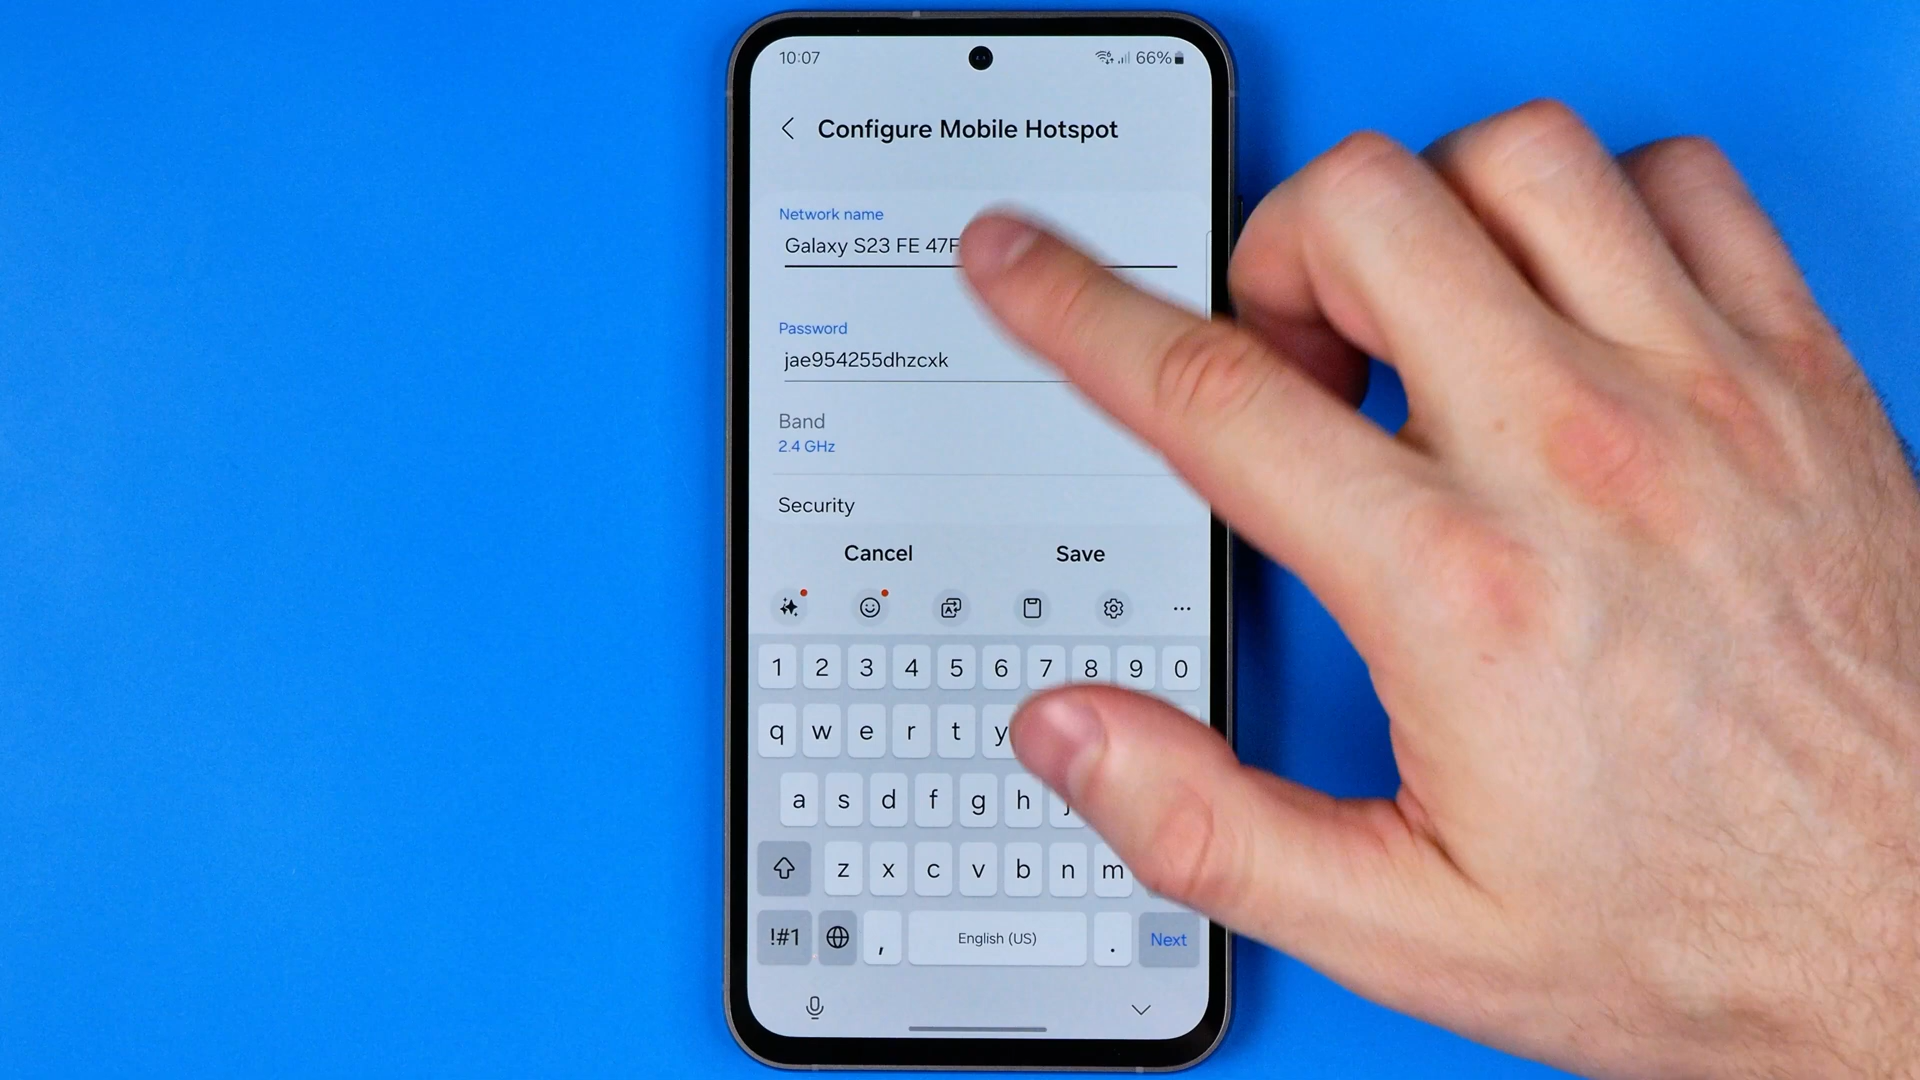 10:07 66%
Configure Mobile Hotspot
Network name
Galaxy S23 FE 47F
Password
jae954255dhzcxk
Band
2.4 GHz
Security
Cancel Save
1 2 3 4 5 6 7 8 9 0
q w e r t y
a s d f g h j
z x c v b n m
!#1 , English (US) . Next